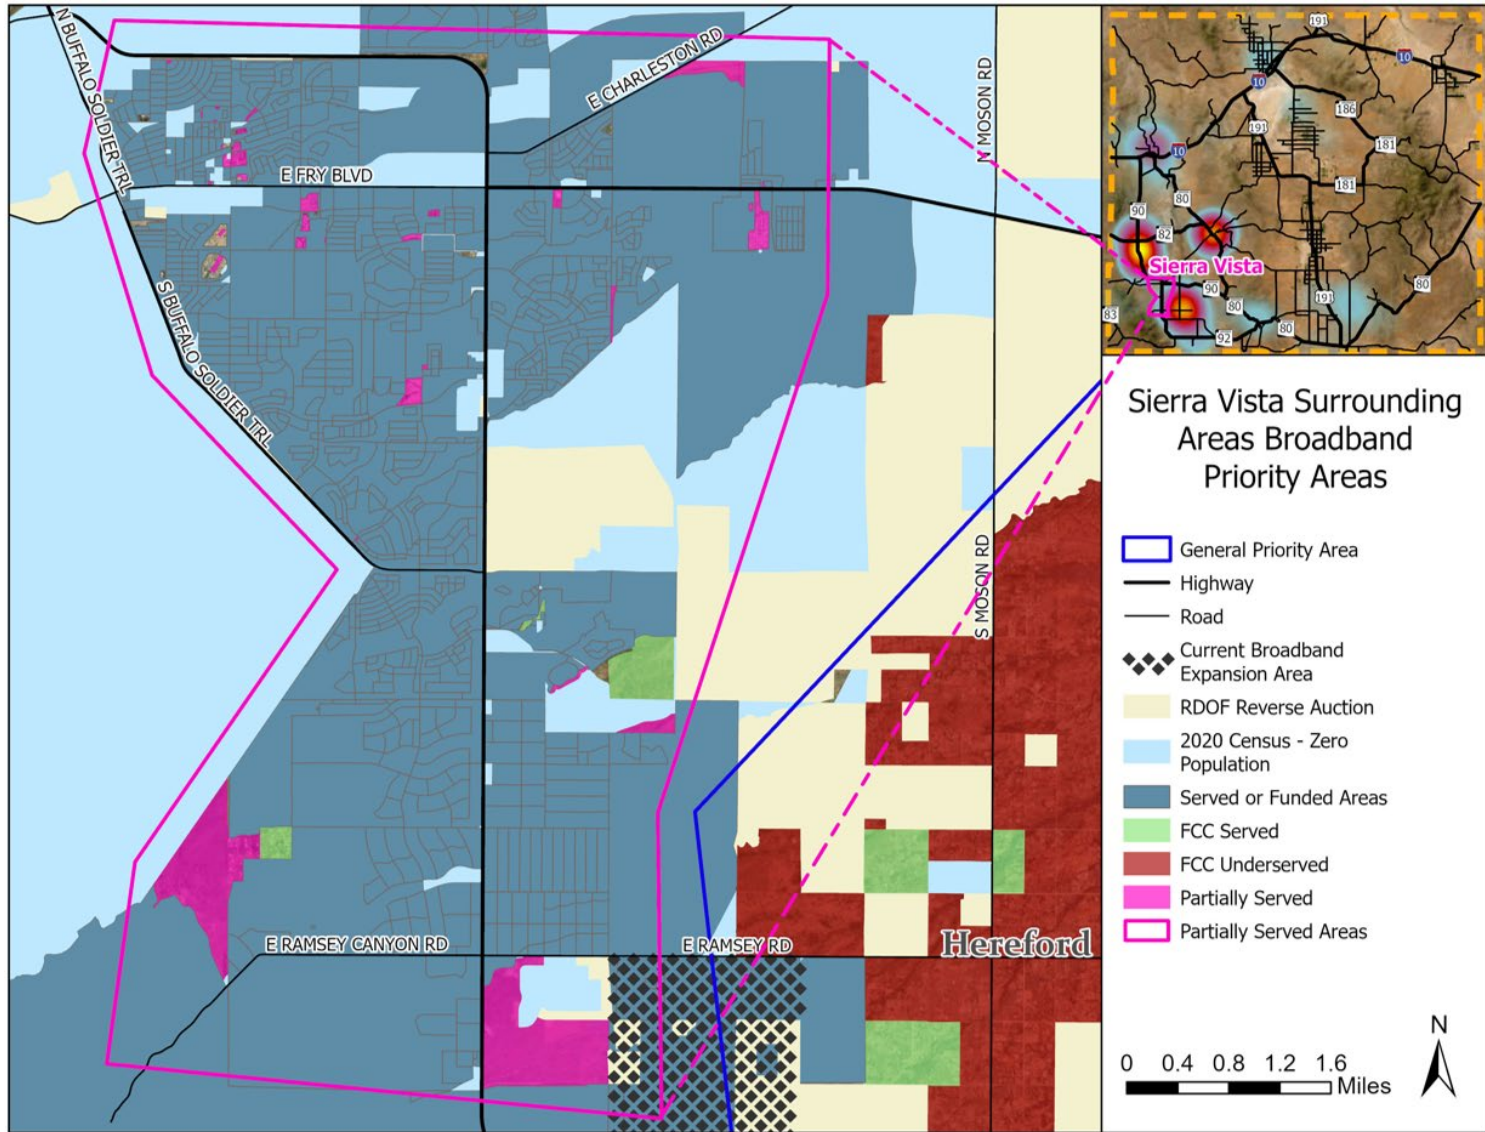 N BUFFALO SOLDIER TRL
E CHARLESTON RD
N MOSON RD
E FRY BLVD
S BUFFALO SOLDIER TRL
S MOSON RD
E RAMSEY CANYON RD
E RAMSEY RD
Hereford
191
10
10
186
191
181
10
181
80
90
82
Sierra Vista
90
80
191
80
83
80
92
Sierra Vista Surrounding
Areas Broadband
Priority Areas
General Priority Area
Highway
Road
Current Broadband
Expansion Area
RDOF Reverse Auction
2020 Census - Zero
Population
Served or Funded Areas
FCC Served
FCC Underserved
Partially Served
Partially Served Areas
N
0 0.4 0.8 1.2 1.6
Miles